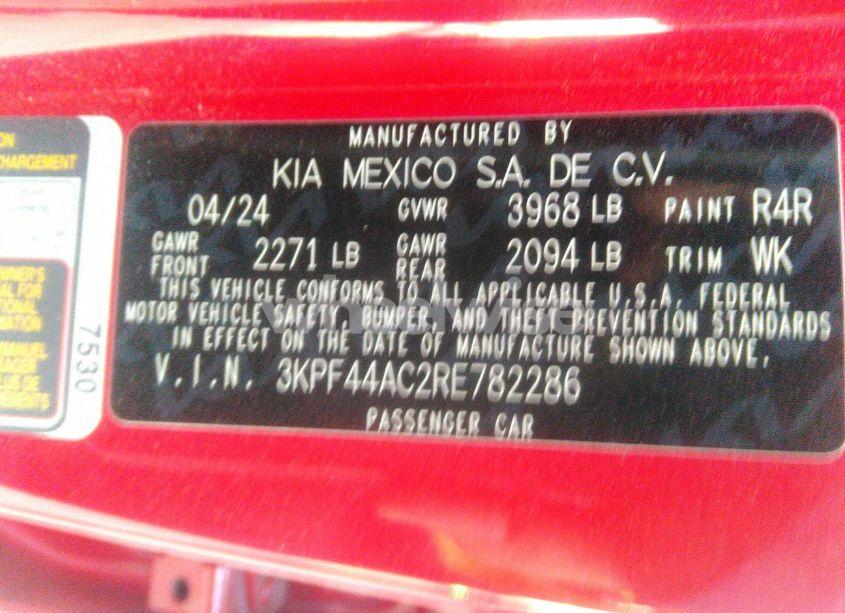 MANUFACTURED BY
KIA MEXICO S.A. DE C.V.
04/24 GVWR 3968 LB PAINT R4R
GAWR FRONT 2271 LB GAWR REAR 2094 LB TRIM WK
THIS VEHICLE CONFORMS TO ALL APPLICABLE U.S.A. FEDERAL
MOTOR VEHICLE SAFETY, BUMPER, AND THEFT PREVENTION STANDARDS
IN EFFECT ON THE DATE OF MANUFACTURE SHOWN ABOVE.
V.I.N. 3KPF44AC2RE782286
PASSENGER CAR
7530